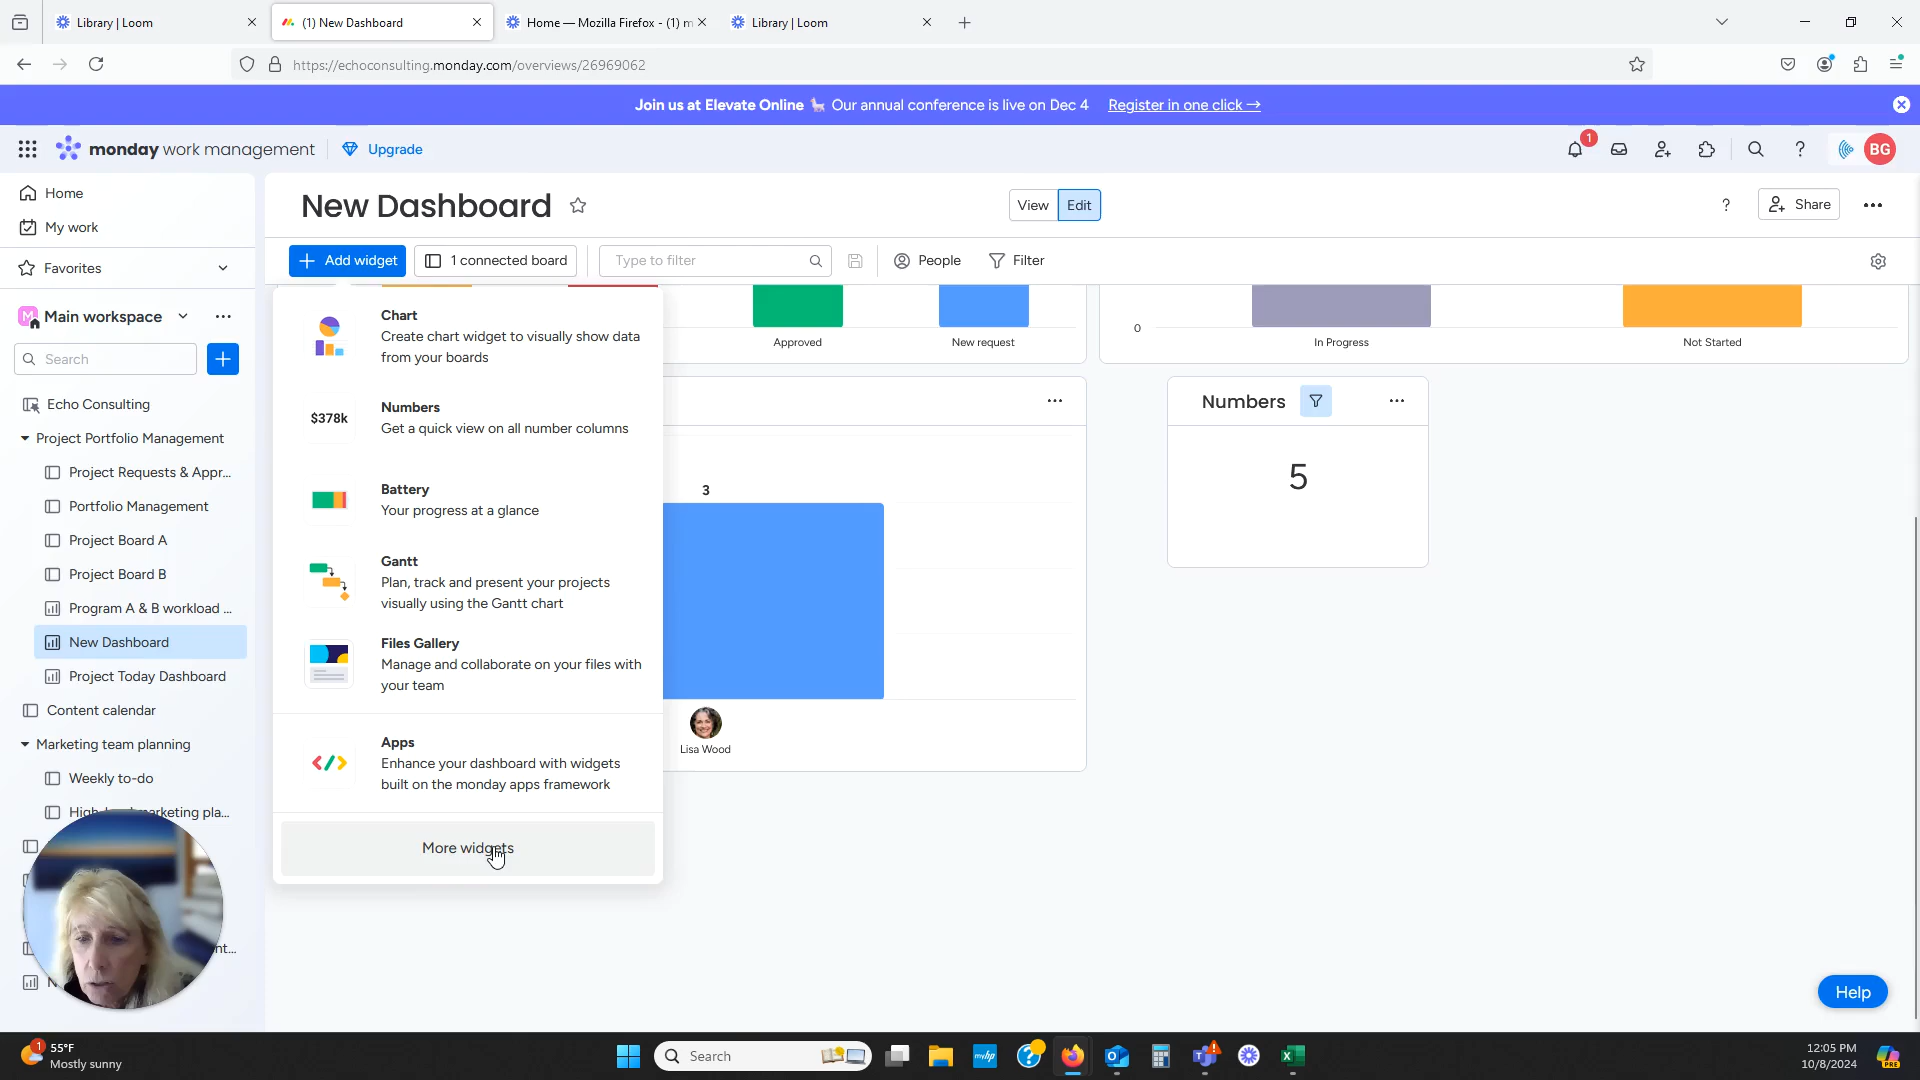 Library | Loom
(1) New Dashboard
Home — Mozilla Firefox - (1) m
Library | Loom
https://echoconsulting.monday.com/overviews/26969062
Join us at Elevate Online 🦙 Our annual conference is live on Dec 4 Register in one click →
monday work management
Upgrade
1
BG
Home
My work
Favorites
M Main workspace
Search
Echo Consulting
Project Portfolio Management
Project Requests & Appr...
Portfolio Management
Project Board A
Project Board B
Program A & B workload ...
New Dashboard
Project Today Dashboard
Content calendar
Marketing team planning
Weekly to-do
nt...
New Dashboard
View
Edit
?
Share
+ Add widget
1 connected board
Type to filter
People
Filter
Chart
Create chart widget to visually show data
from your boards
$378k
Numbers
Get a quick view on all number columns
Battery
Your progress at a glance
Gantt
Plan, track and present your projects
visually using the Gantt chart
Files Gallery
Manage and collaborate on your files with
your team
Apps
Enhance your dashboard with widgets
built on the monday apps framework
More widgets
Approved
New request
0
In Progress
Not Started
3
Lisa Wood
Numbers
5
Help
1
55°F
Mostly sunny
Search
myhp
12:05 PM
10/8/2024
PRE